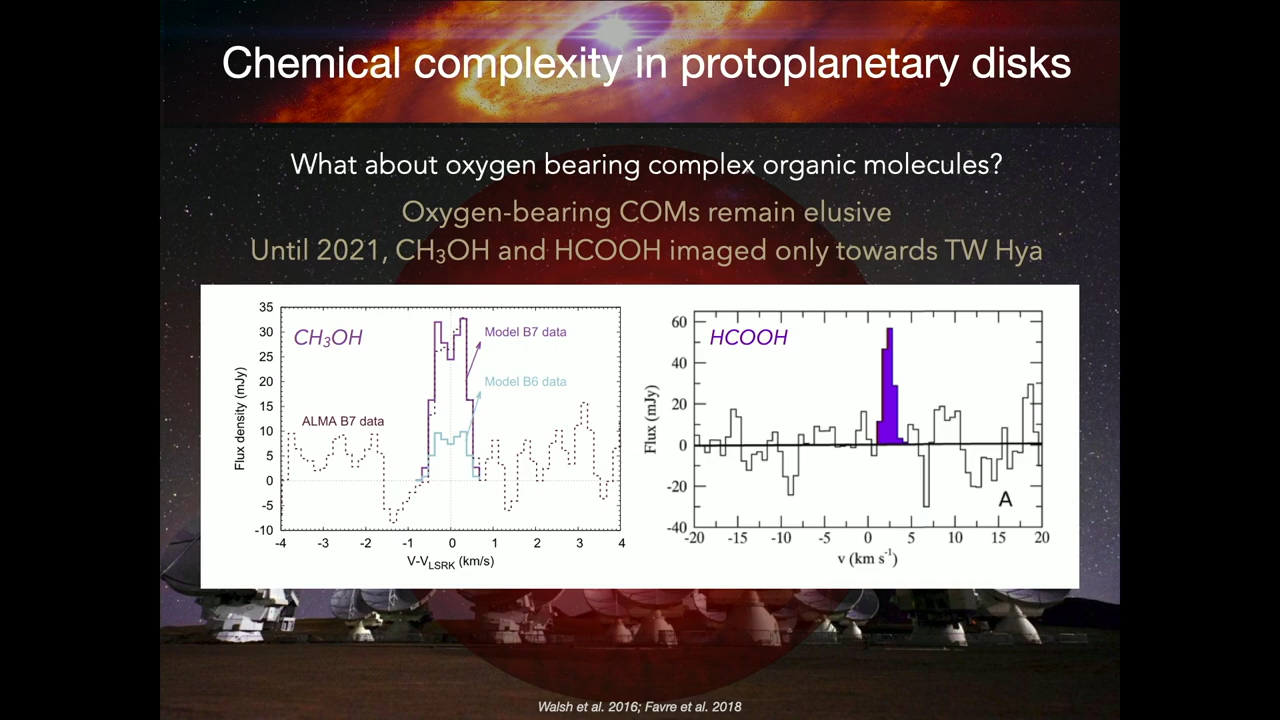 Chemical complexity in protoplanetary disks
What about oxygen bearing complex organic molecules?
Oxygen-bearing COMs remain elusive
Until 2021, CH₃OH and HCOOH imaged only towards TW Hya
35
30
25
20
15
10
5
0
-5
-10
Flux density (mJy)
CH₃OH
Model B7 data
Model B6 data
ALMA B7 data
-4 -3 -2 -1 0 1 2 3 4
V-V_LSRK (km/s)
60
40
20
0
-20
-40
Flux (mJy)
HCOOH
A
-20 -15 -10 -5 0 5 10 15 20
v (km s⁻¹)
Walsh et al. 2016; Favre et al. 2018